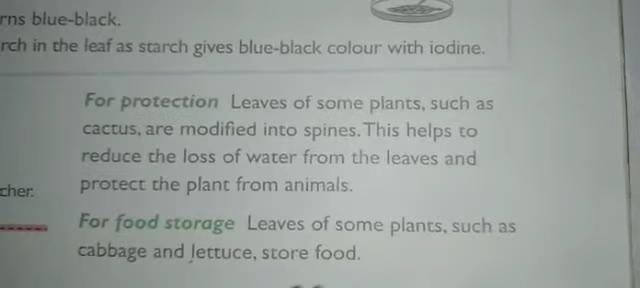 rns blue-black.
rch in the leaf as starch gives blue-black colour with iodine.
For protection Leaves of some plants, such as
cactus, are modified into spines. This helps to
reduce the loss of water from the leaves and
cher.
protect the plant from animals.
For food storage Leaves of some plants, such as
cabbage and lettuce, store food.